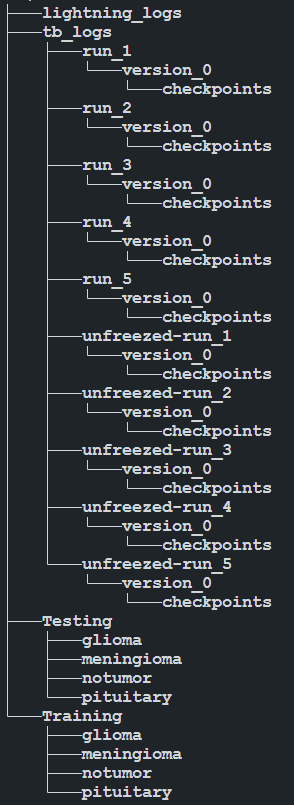 lightning_logs
tb_logs
run_1
version_0
checkpoints
run_2
version_0
checkpoints
run_3
version_0
checkpoints
run_4
version_0
checkpoints
run_5
version_0
checkpoints
unfreezed-run_1
version_0
checkpoints
unfreezed-run_2
version_0
checkpoints
unfreezed-run_3
version_0
checkpoints
unfreezed-run_4
version_0
checkpoints
unfreezed-run_5
version_0
checkpoints
Testing
glioma
meningioma
notumor
pituitary
Training
glioma
meningioma
notumor
pituitary